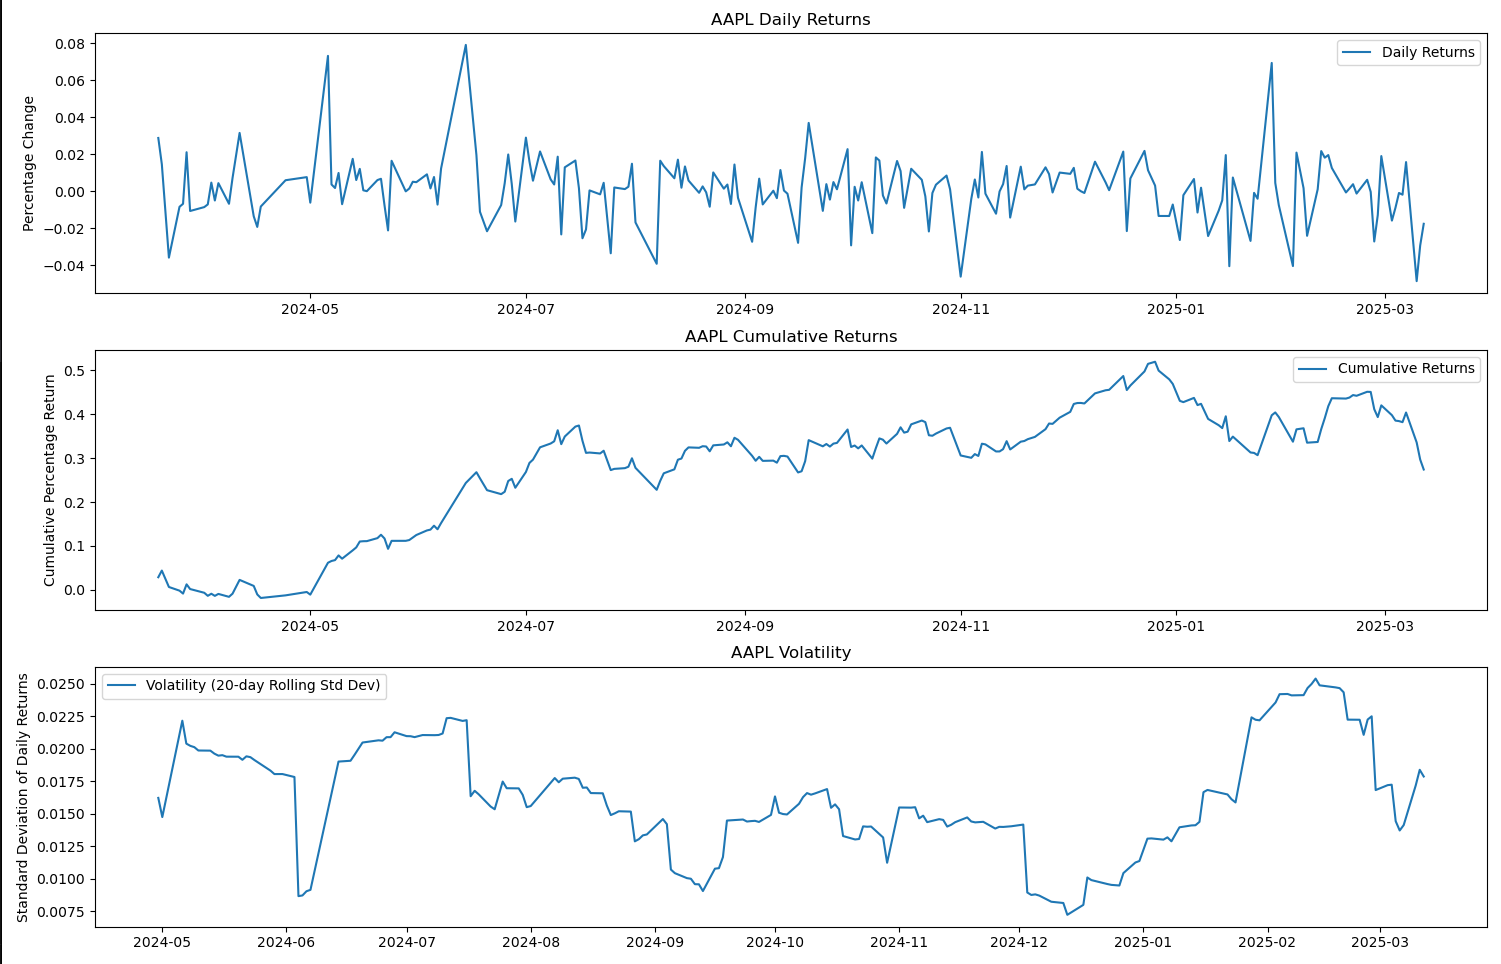 AAPL Daily Returns
Percentage Change
0.08
0.06
0.04
0.02
0.00
−0.02
−0.04
Daily Returns
2024-05 2024-07 2024-09 2024-11 2025-01 2025-03
AAPL Cumulative Returns
Cumulative Percentage Return
0.5
0.4
0.3
0.2
0.1
0.0
Cumulative Returns
2024-05 2024-07 2024-09 2024-11 2025-01 2025-03
AAPL Volatility
Standard Deviation of Daily Returns
0.0250
0.0225
0.0200
0.0175
0.0150
0.0125
0.0100
0.0075
Volatility (20-day Rolling Std Dev)
2024-05 2024-06 2024-07 2024-08 2024-09 2024-10 2024-11 2024-12 2025-01 2025-02 2025-03